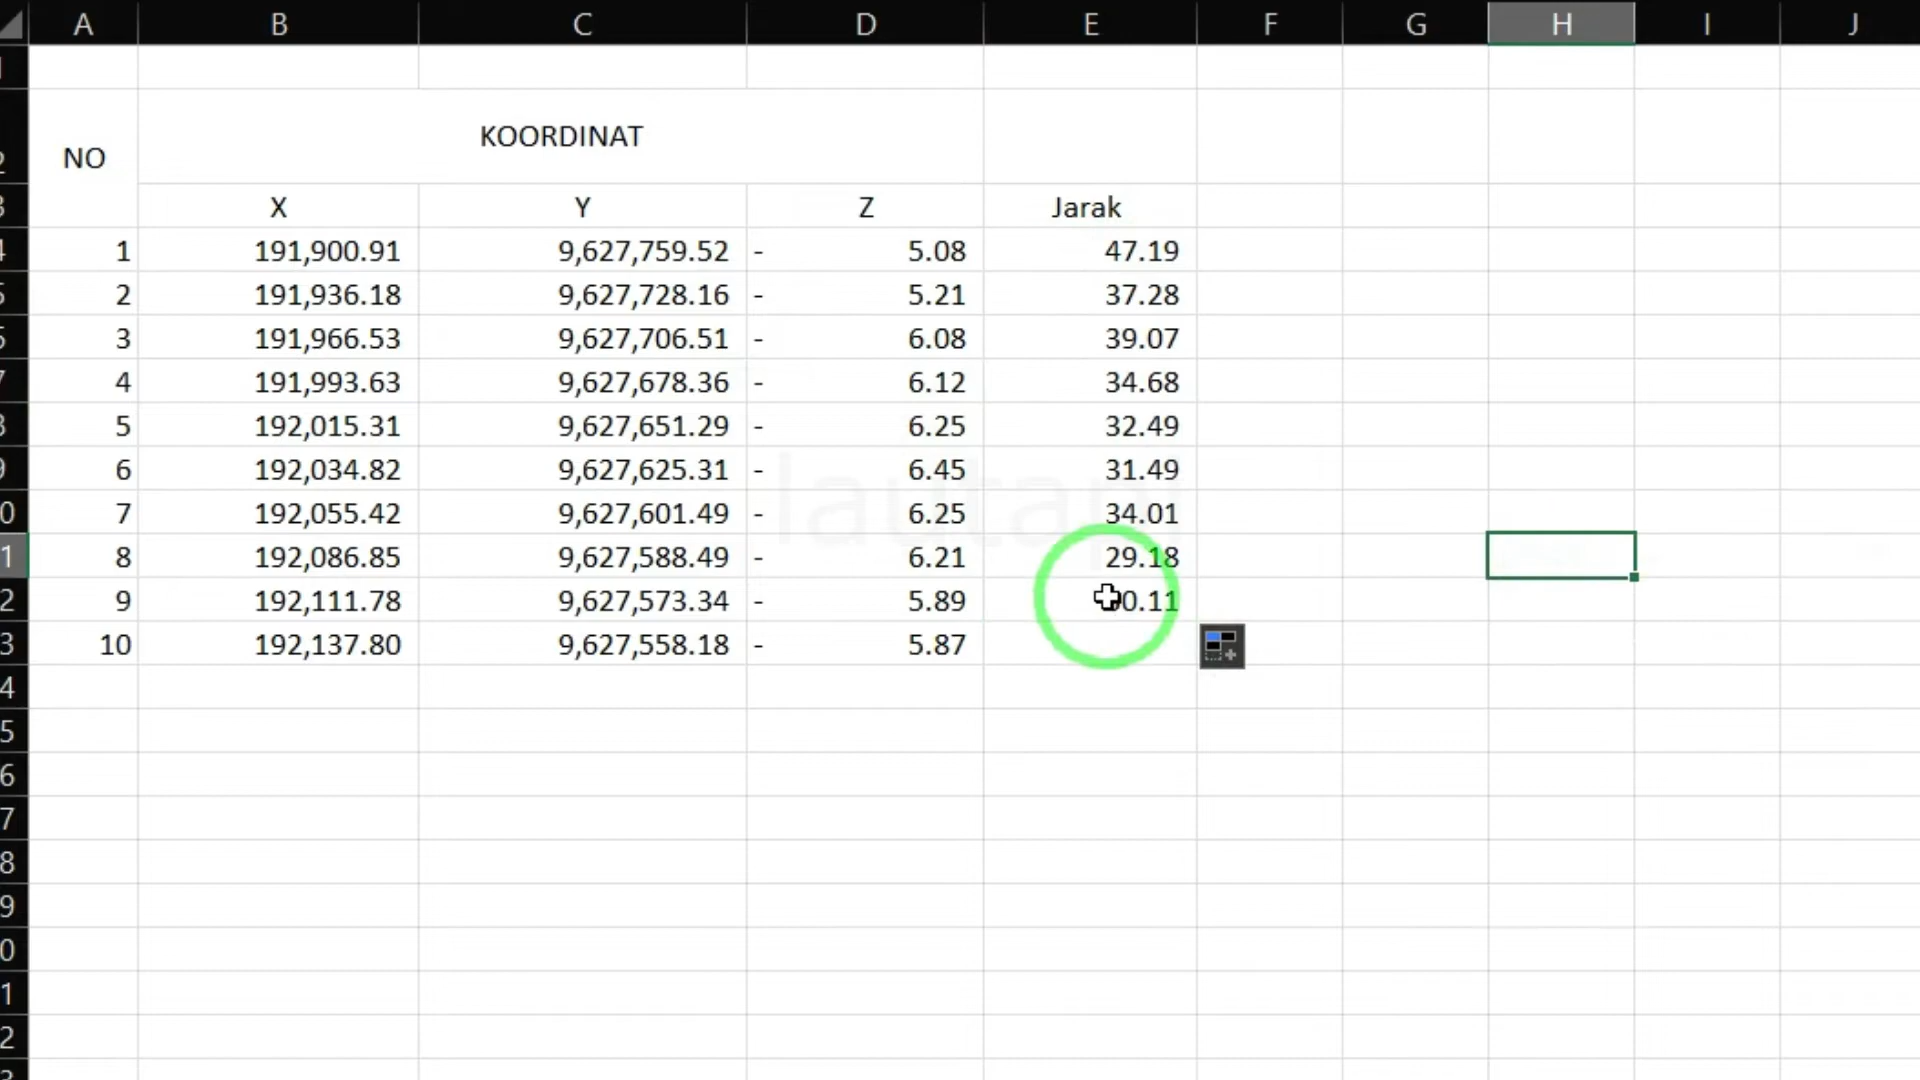 A B C D E F G H I J
KOORDINAT
NO
X Y Z Jarak
1 191,900.91 9,627,759.52 - 5.08 47.19
2 191,936.18 9,627,728.16 - 5.21 37.28
3 191,966.53 9,627,706.51 - 6.08 39.07
4 191,993.63 9,627,678.36 - 6.12 34.68
5 192,015.31 9,627,651.29 - 6.25 32.49
6 192,034.82 9,627,625.31 - 6.45 31.49
7 192,055.42 9,627,601.49 - 6.25 34.01
8 192,086.85 9,627,588.49 - 6.21 29.18
9 192,111.78 9,627,573.34 - 5.89
10 192,137.80 9,627,558.18 - 5.87